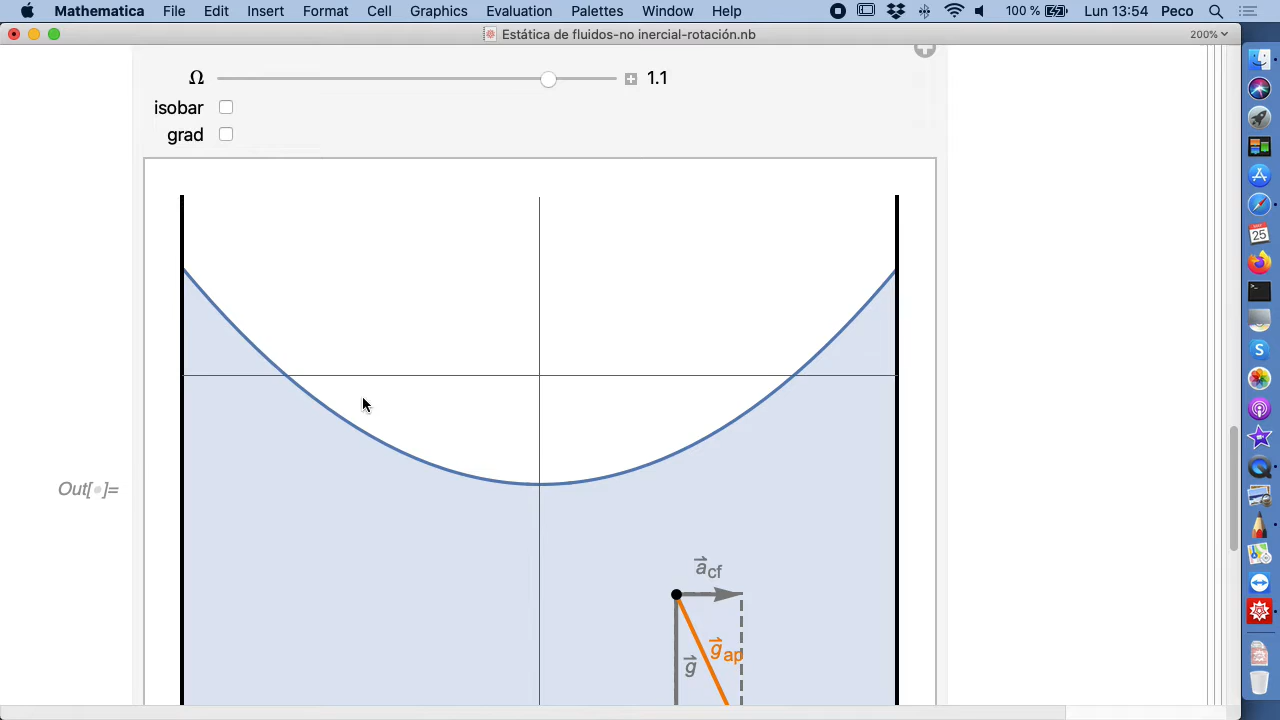 Mathematica File Edit Insert Format Cell Graphics Evaluation Palettes Window Help 100 % Lun 13:54 Peco
Estática de fluidos-no inercial-rotación.nb 200%
Ω 1.1
isobar
grad
25
Out[ ]=
a⃗cf
g⃗ap
g⃗